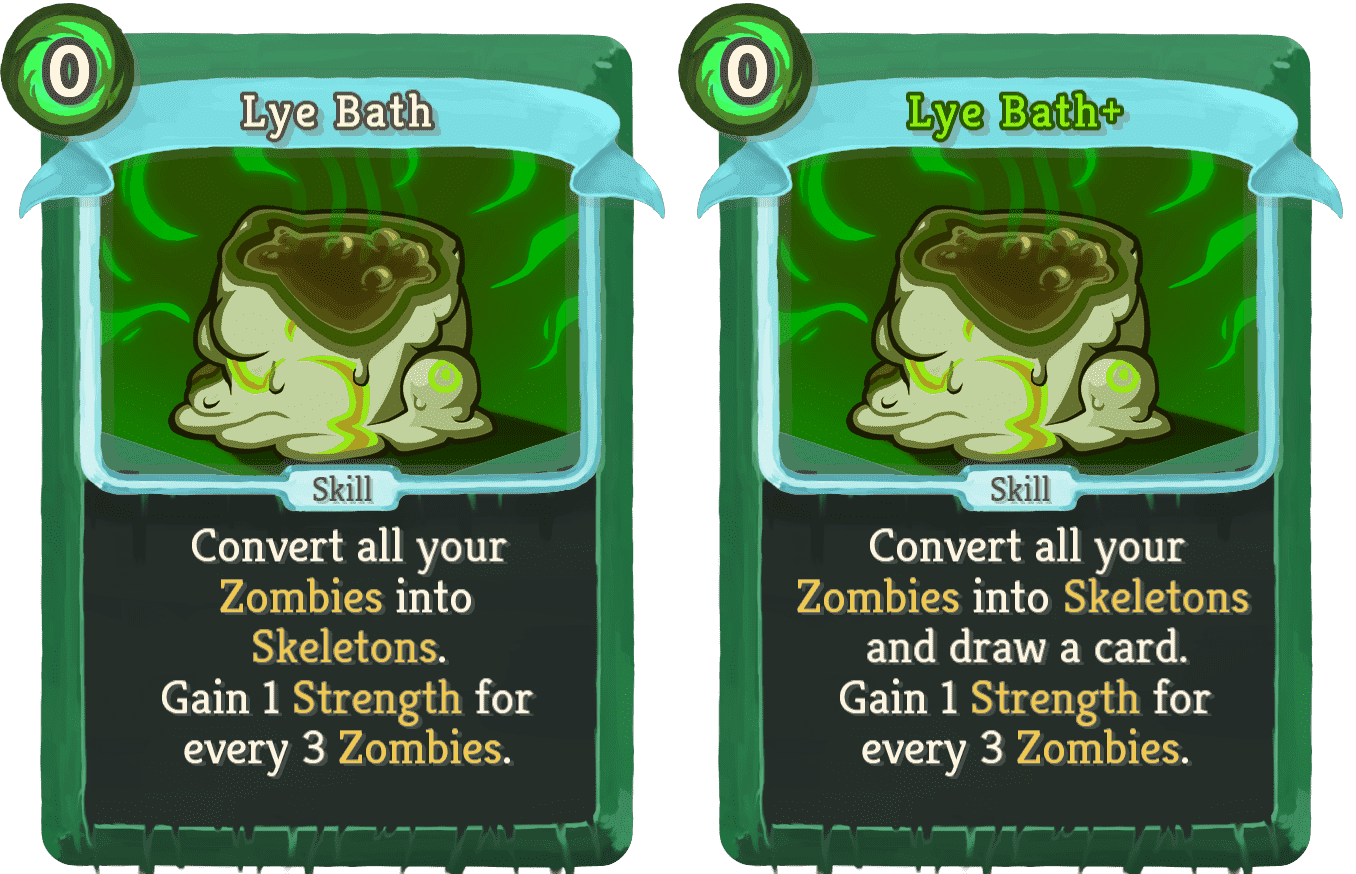 0
Lye Bath
Skill
Convert all your
Zombies into
Skeletons.
Gain 1 Strength for
every 3 Zombies.
0
Lye Bath+
Skill
Convert all your
Zombies into Skeletons
and draw a card.
Gain 1 Strength for
every 3 Zombies.